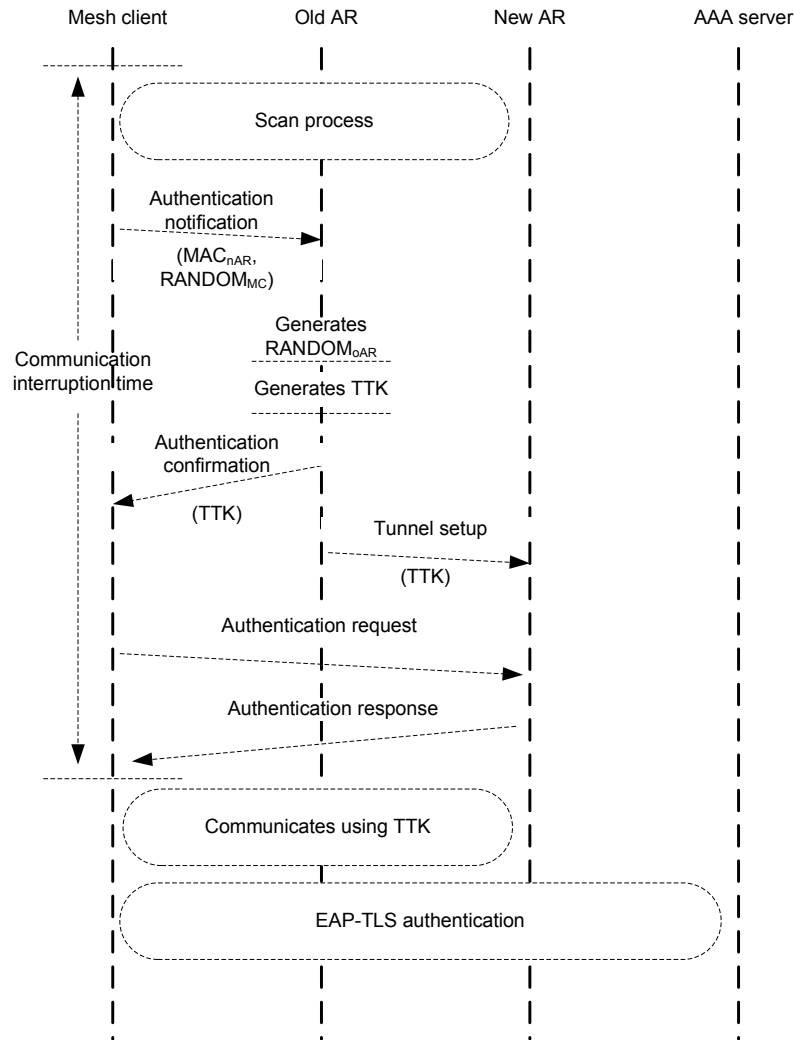 Mesh client Old AR New AR AAA server
Scan process
Authentication
notification
(MACnAR,
RANDOMMC)
Generates
RANDOMoAR
Communication
interruption time
Generates TTK
Authentication
confirmation
(TTK)
Tunnel setup
(TTK)
Authentication request
Authentication response
Communicates using TTK
EAP-TLS authentication